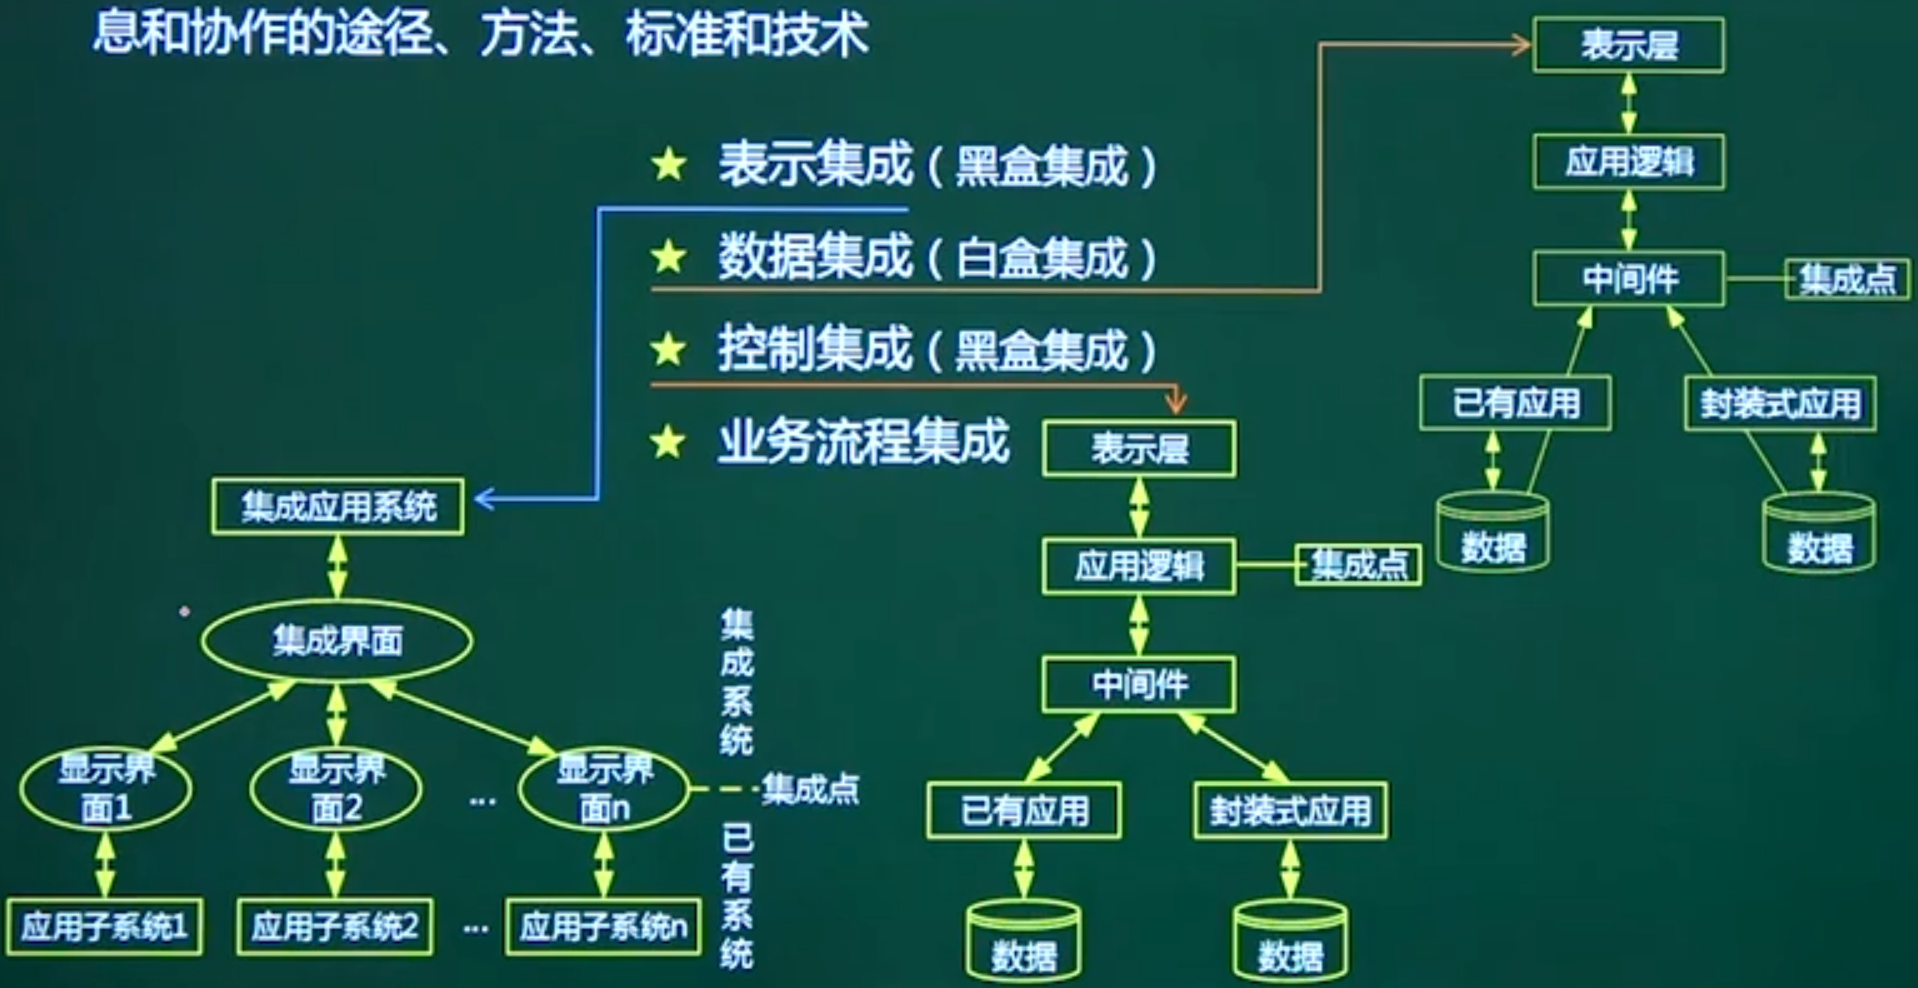 息和协作的途径、方法、标准和技术
★ 表示集成（黑盒集成）
★ 数据集成（白盒集成）
★ 控制集成（黑盒集成）
★ 业务流程集成
集成应用系统
集成界面
显示界
面1
显示界
面2
...
显示界
面n
集成点
应用子系统1
应用子系统2
...
应用子系统n
集成系统
已有系统
表示层
应用逻辑
集成点
中间件
已有应用
封装式应用
数据
数据
表示层
应用逻辑
中间件
集成点
已有应用
封装式应用
数据
数据